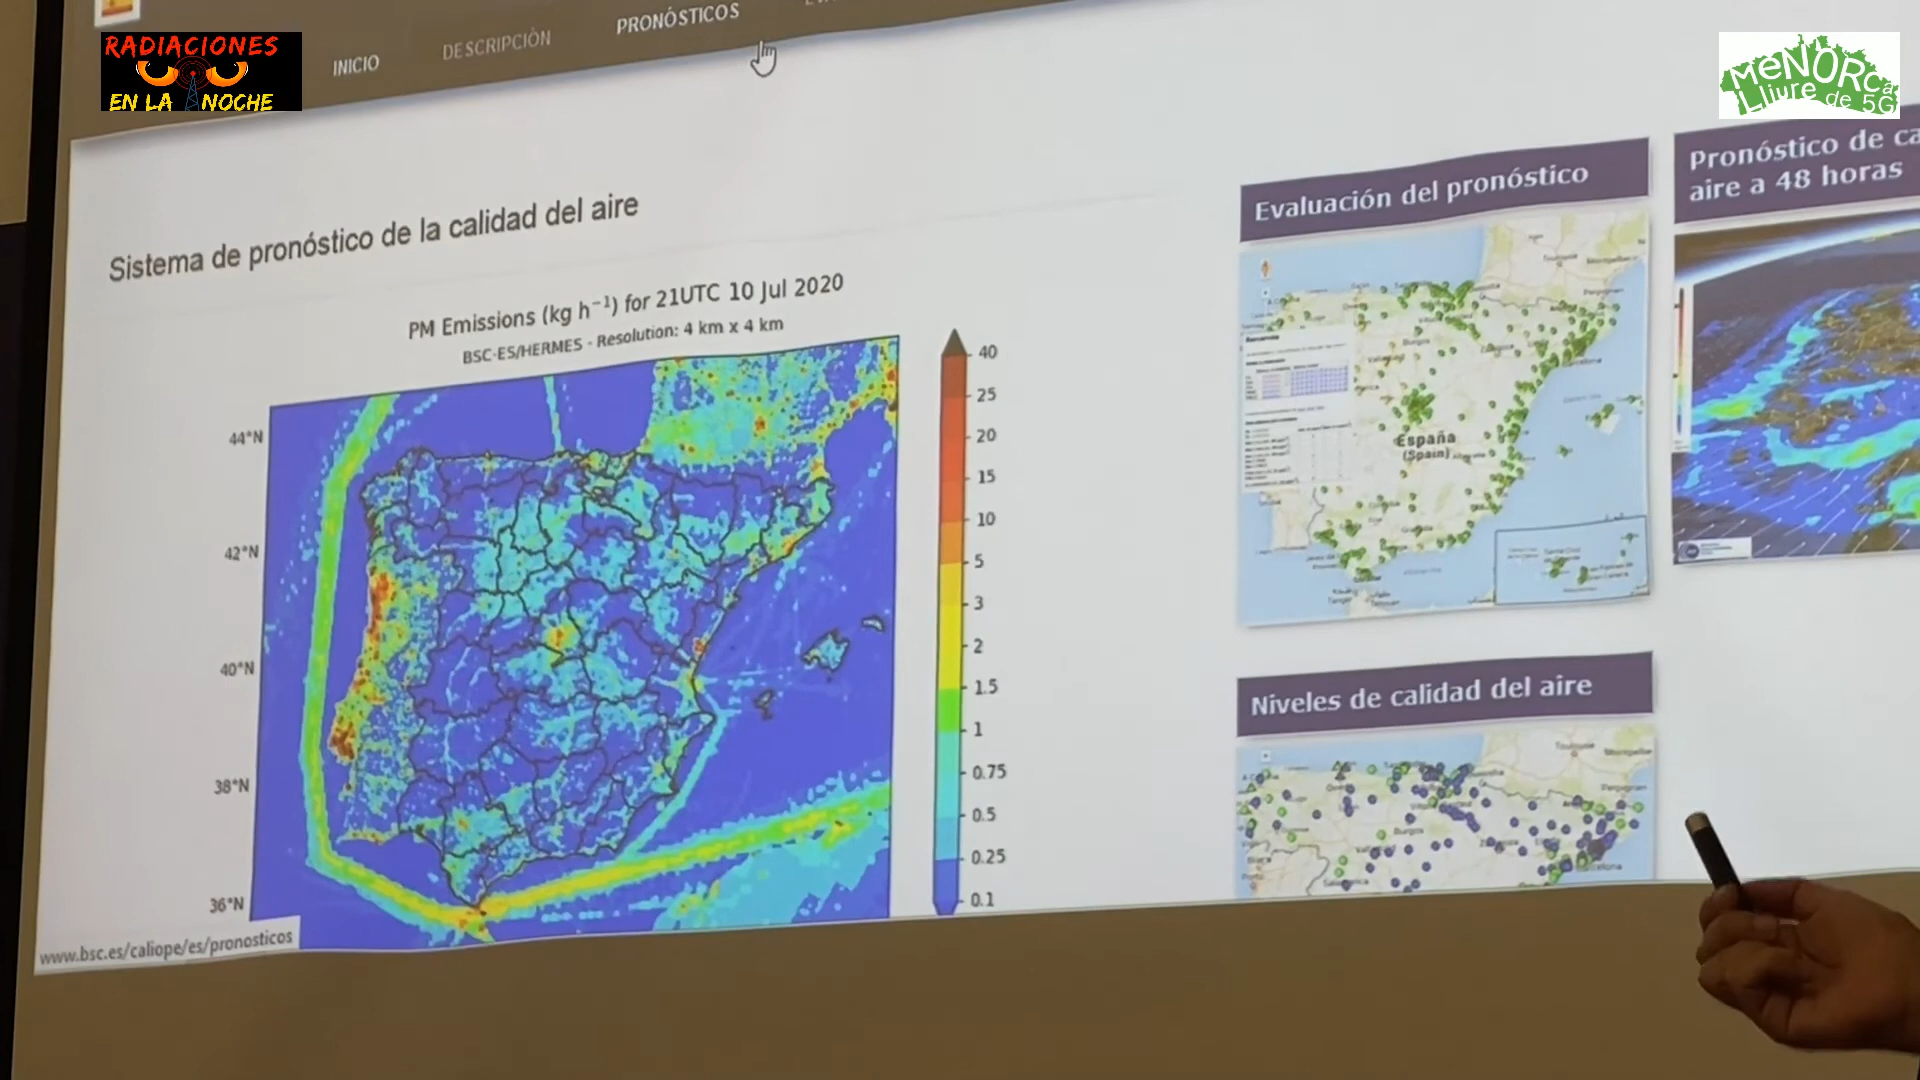 RADIACIONES
EN LA NOCHE
INICIO
DESCRIPCIÓN
PRONÓSTICOS
MENORCA
Lliure de 5G
Sistema de pronóstico de la calidad del aire
PM Emissions (kg h⁻¹) for 21UTC 10 Jul 2020
BSC-ES/HERMES - Resolution: 4 km x 4 km
44°N
42°N
40°N
38°N
36°N
40
25
20
15
10
5
3
2
1.5
1
0.75
0.5
0.25
0.1
www.bsc.es/caliope/es/pronosticos
Evaluación del pronóstico
Burgos
España
(Spain)
Pronóstico de ca
aire a 48 horas
Niveles de calidad del aire
Burgos